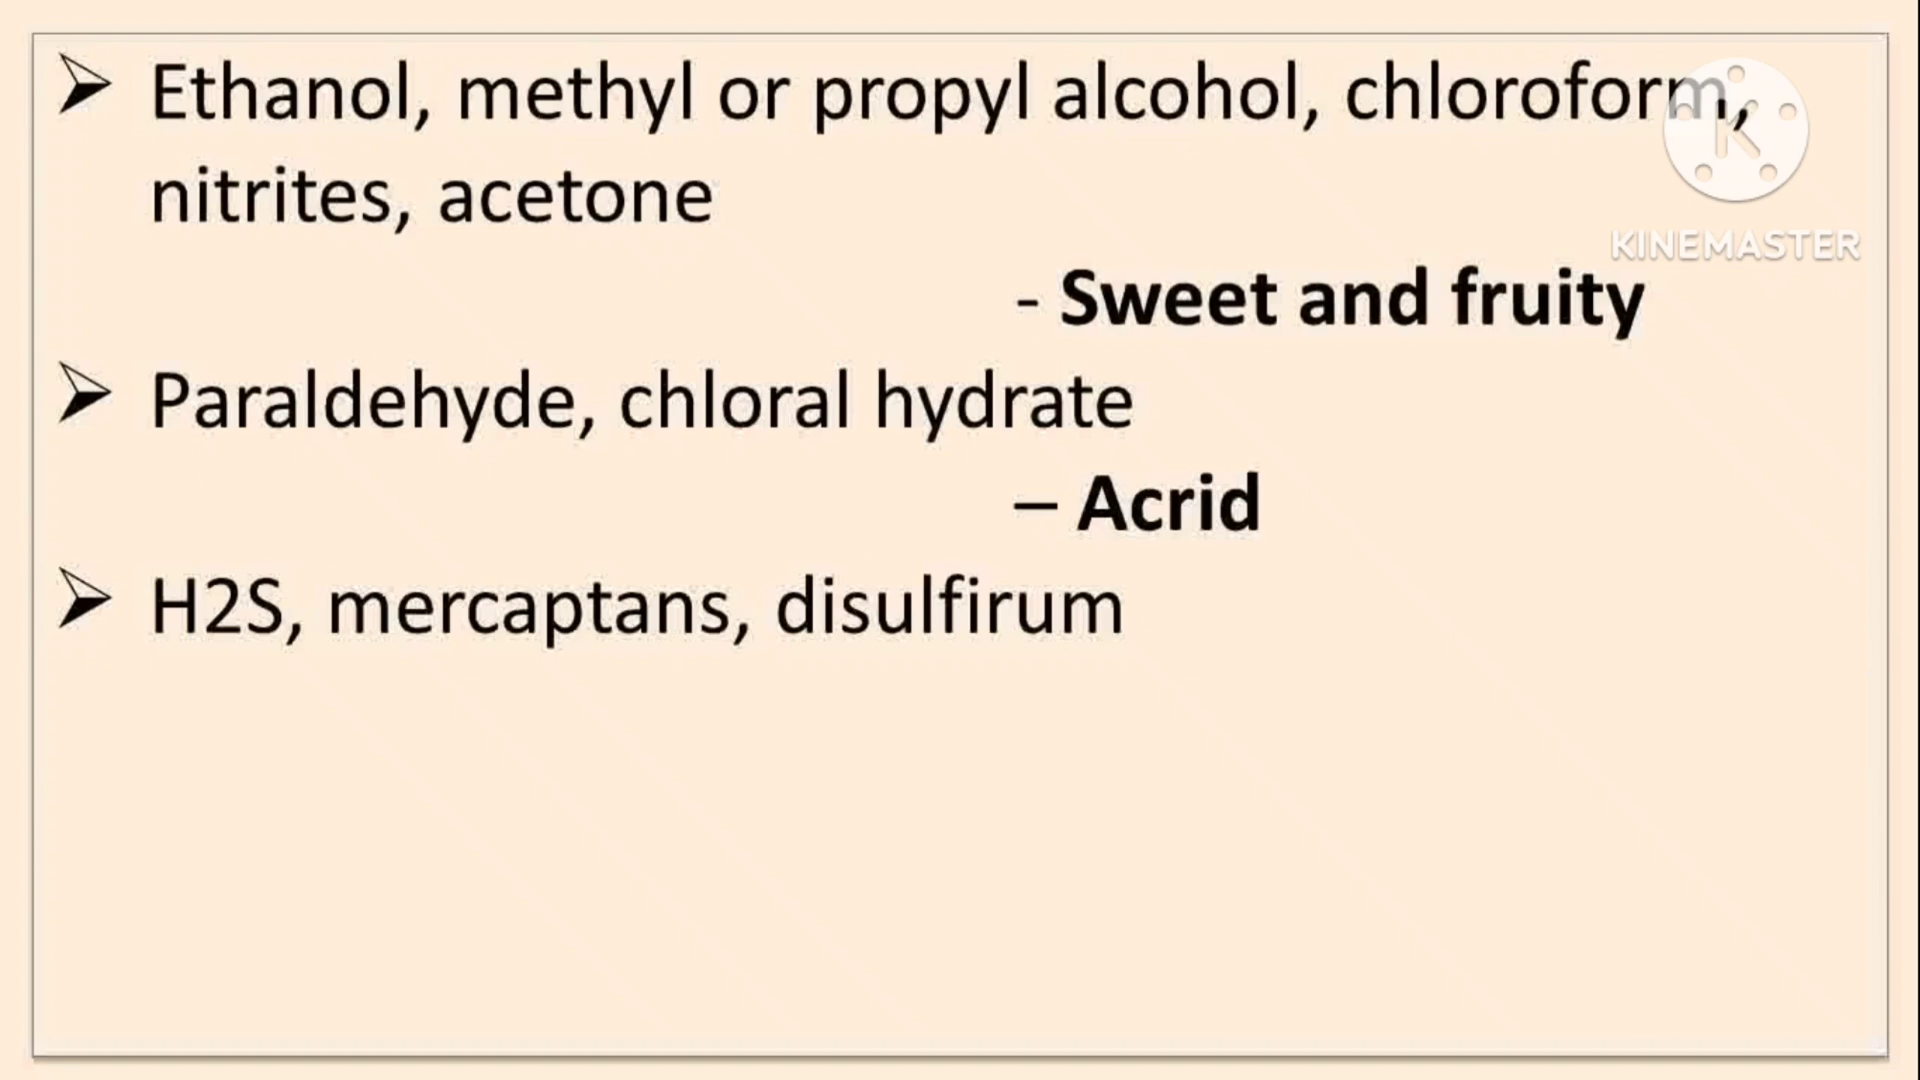 Ethanol, methyl or propyl alcohol, chloroform,
nitrites, acetone
- Sweet and fruity
Paraldehyde, chloral hydrate
– Acrid
H2S, mercaptans, disulfirum
K
KINEMASTER